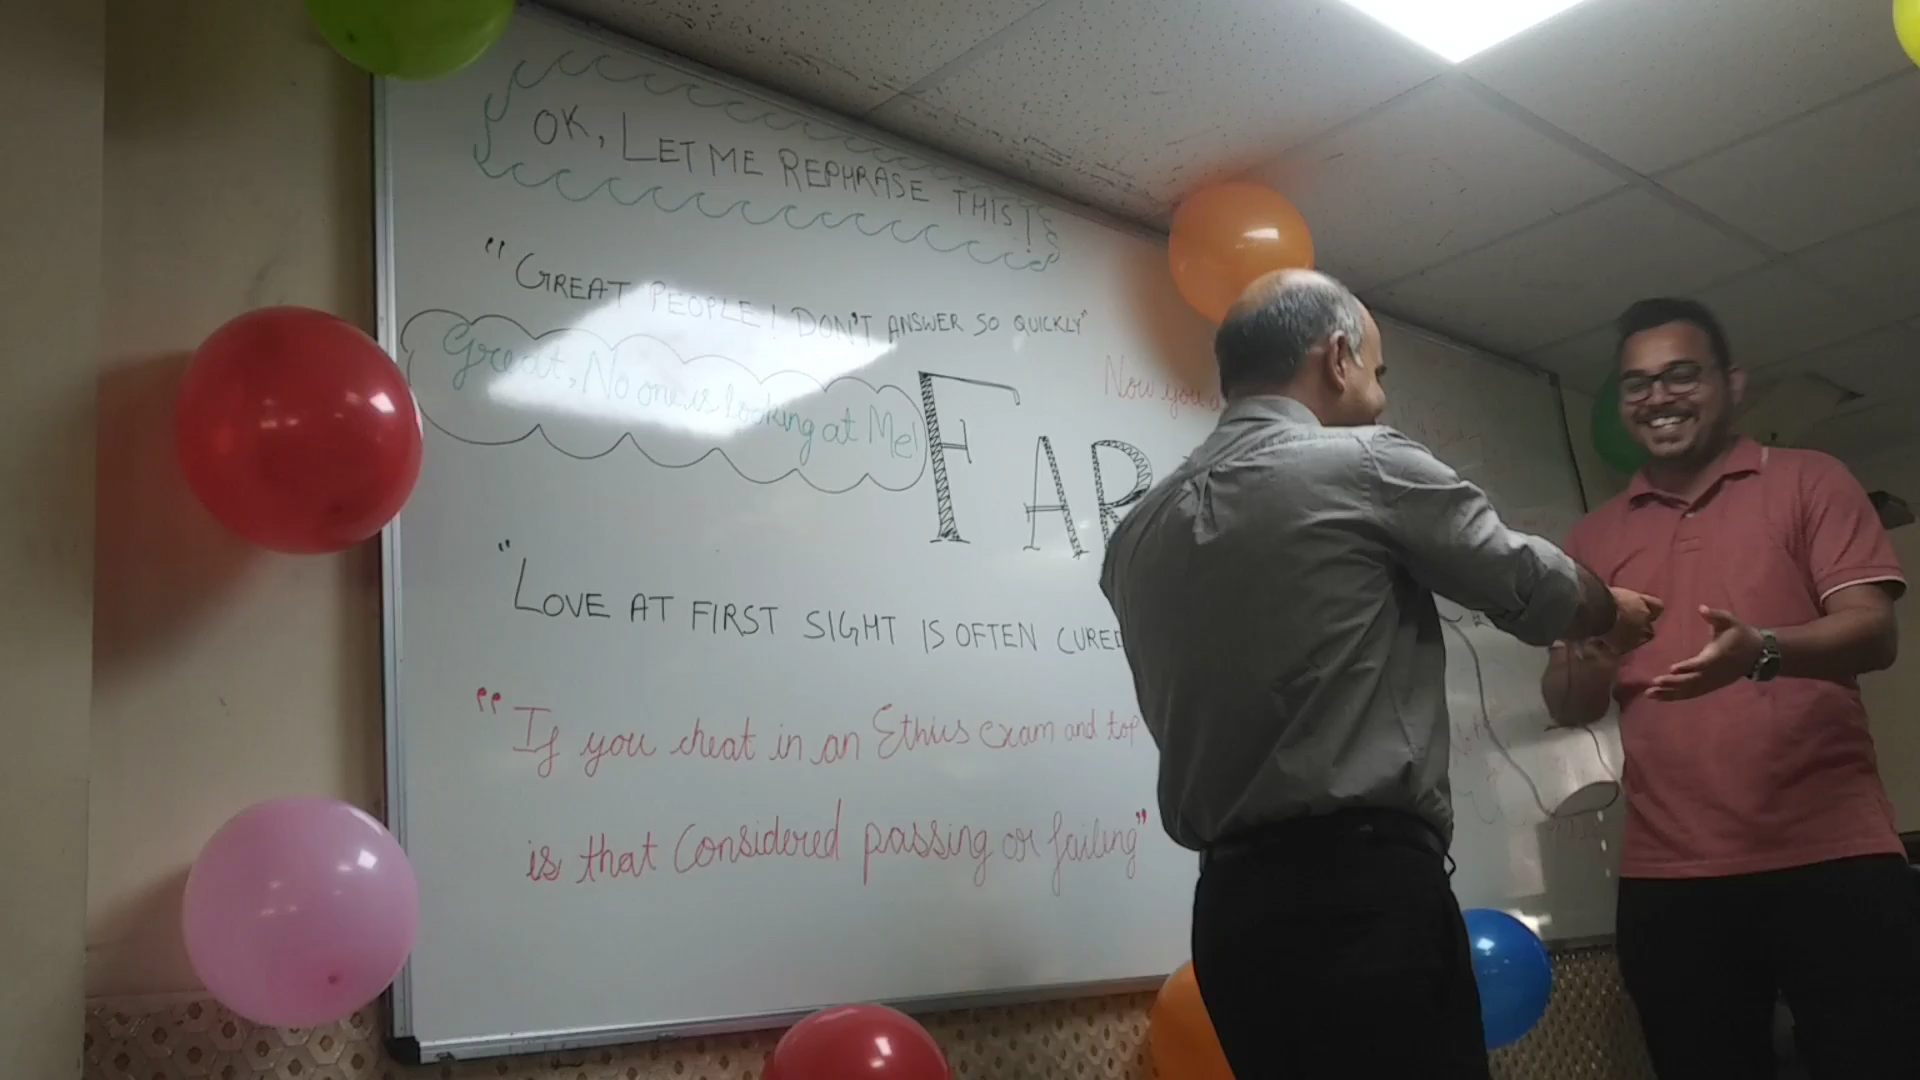 OK, LET ME REPHRASE THIS!
"GREAT PEOPLE! DON'T ANSWER SO QUICKLY"
Great, No one is looking at Me!
Now you
FAR
"LOVE AT FIRST SIGHT IS OFTEN CURED
"If you cheat in an Ethics exam and top
is that Considered passing or failing"